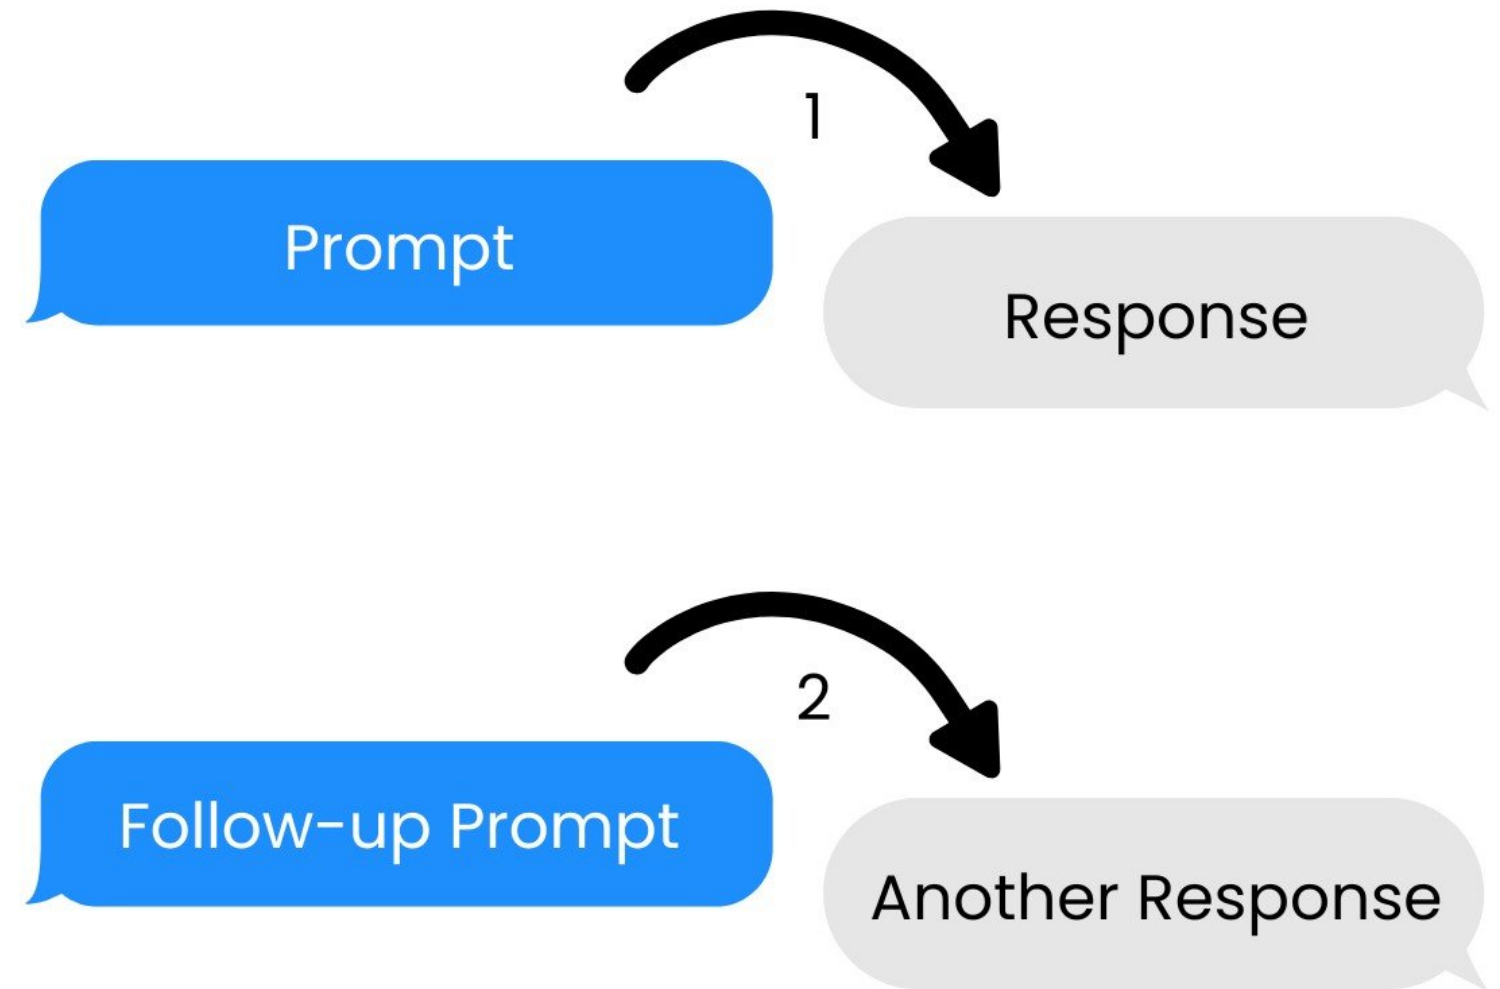 1
Prompt
Response
2
Follow-up Prompt
Another Response